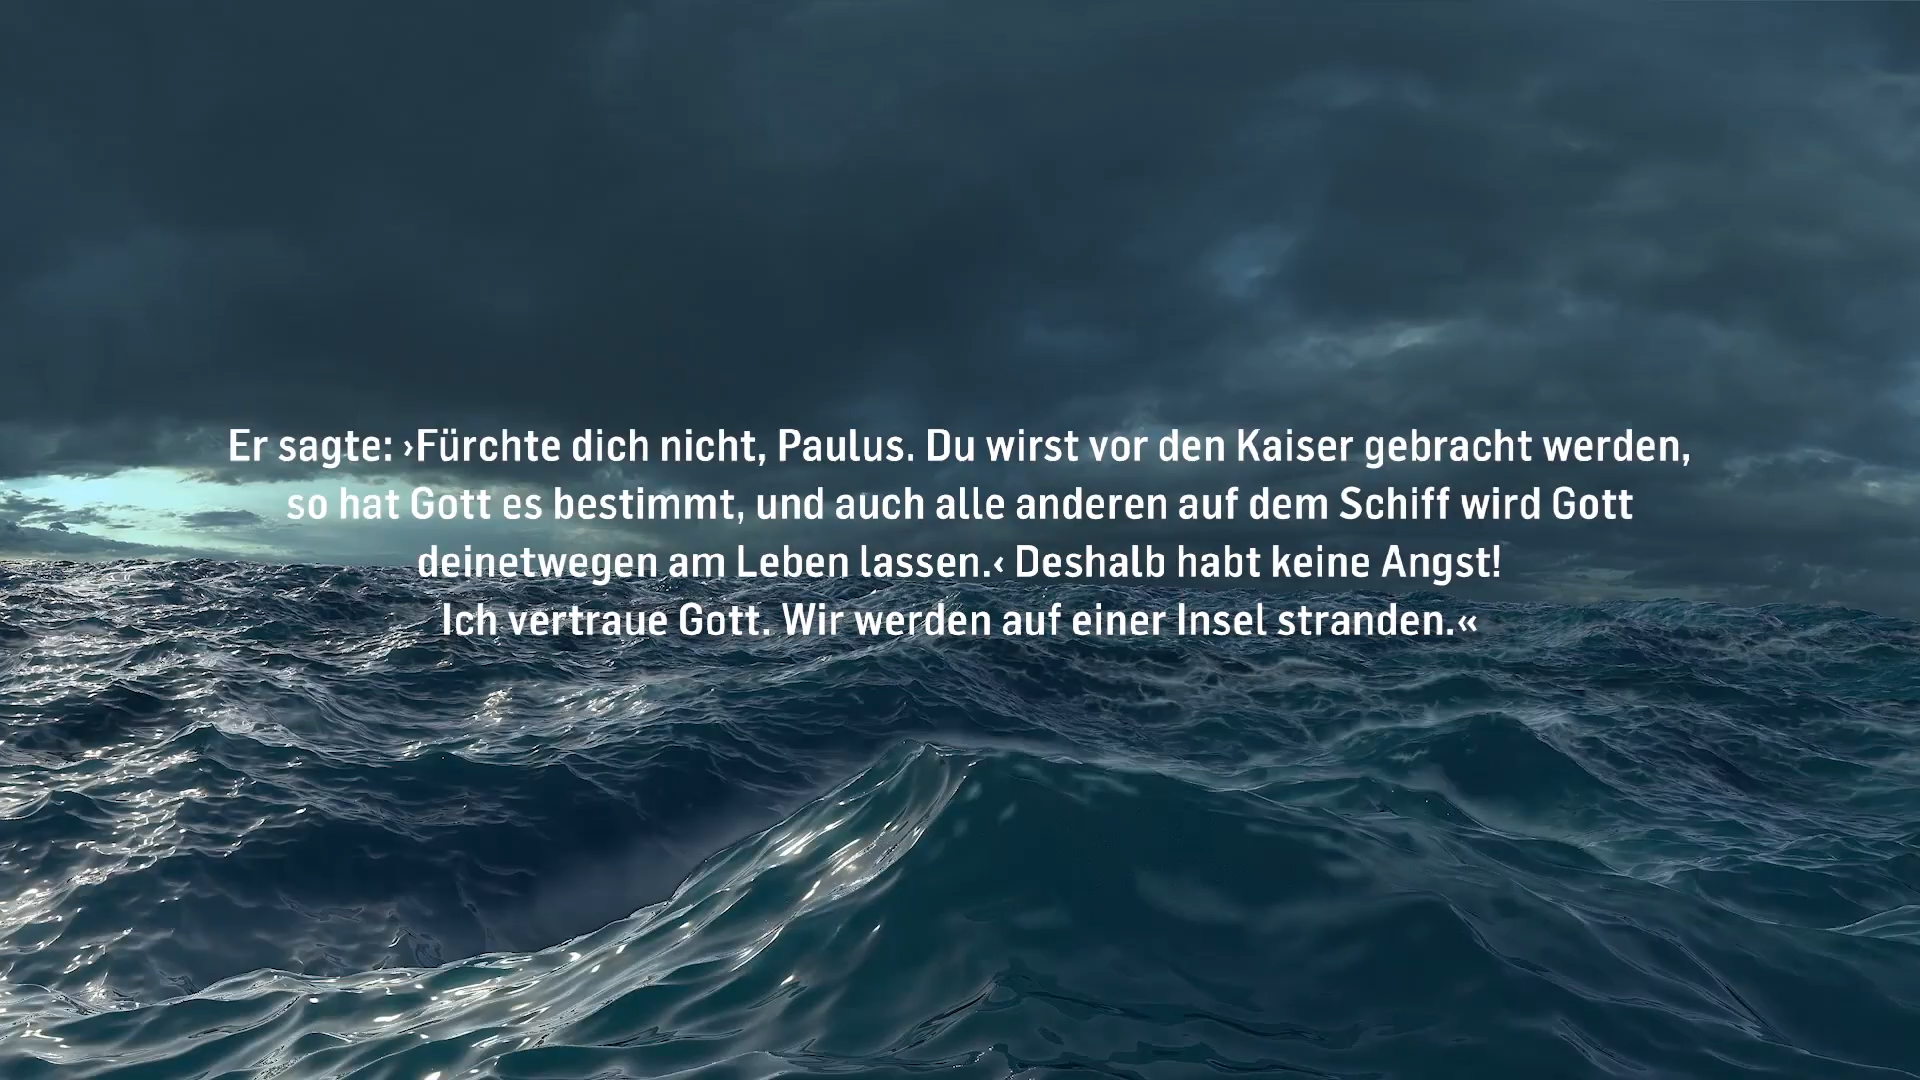 Er sagte: ›Fürchte dich nicht, Paulus. Du wirst vor den Kaiser gebracht werden,
so hat Gott es bestimmt, und auch alle anderen auf dem Schiff wird Gott
deinetwegen am Leben lassen.‹ Deshalb habt keine Angst!
Ich vertraue Gott. Wir werden auf einer Insel stranden.«